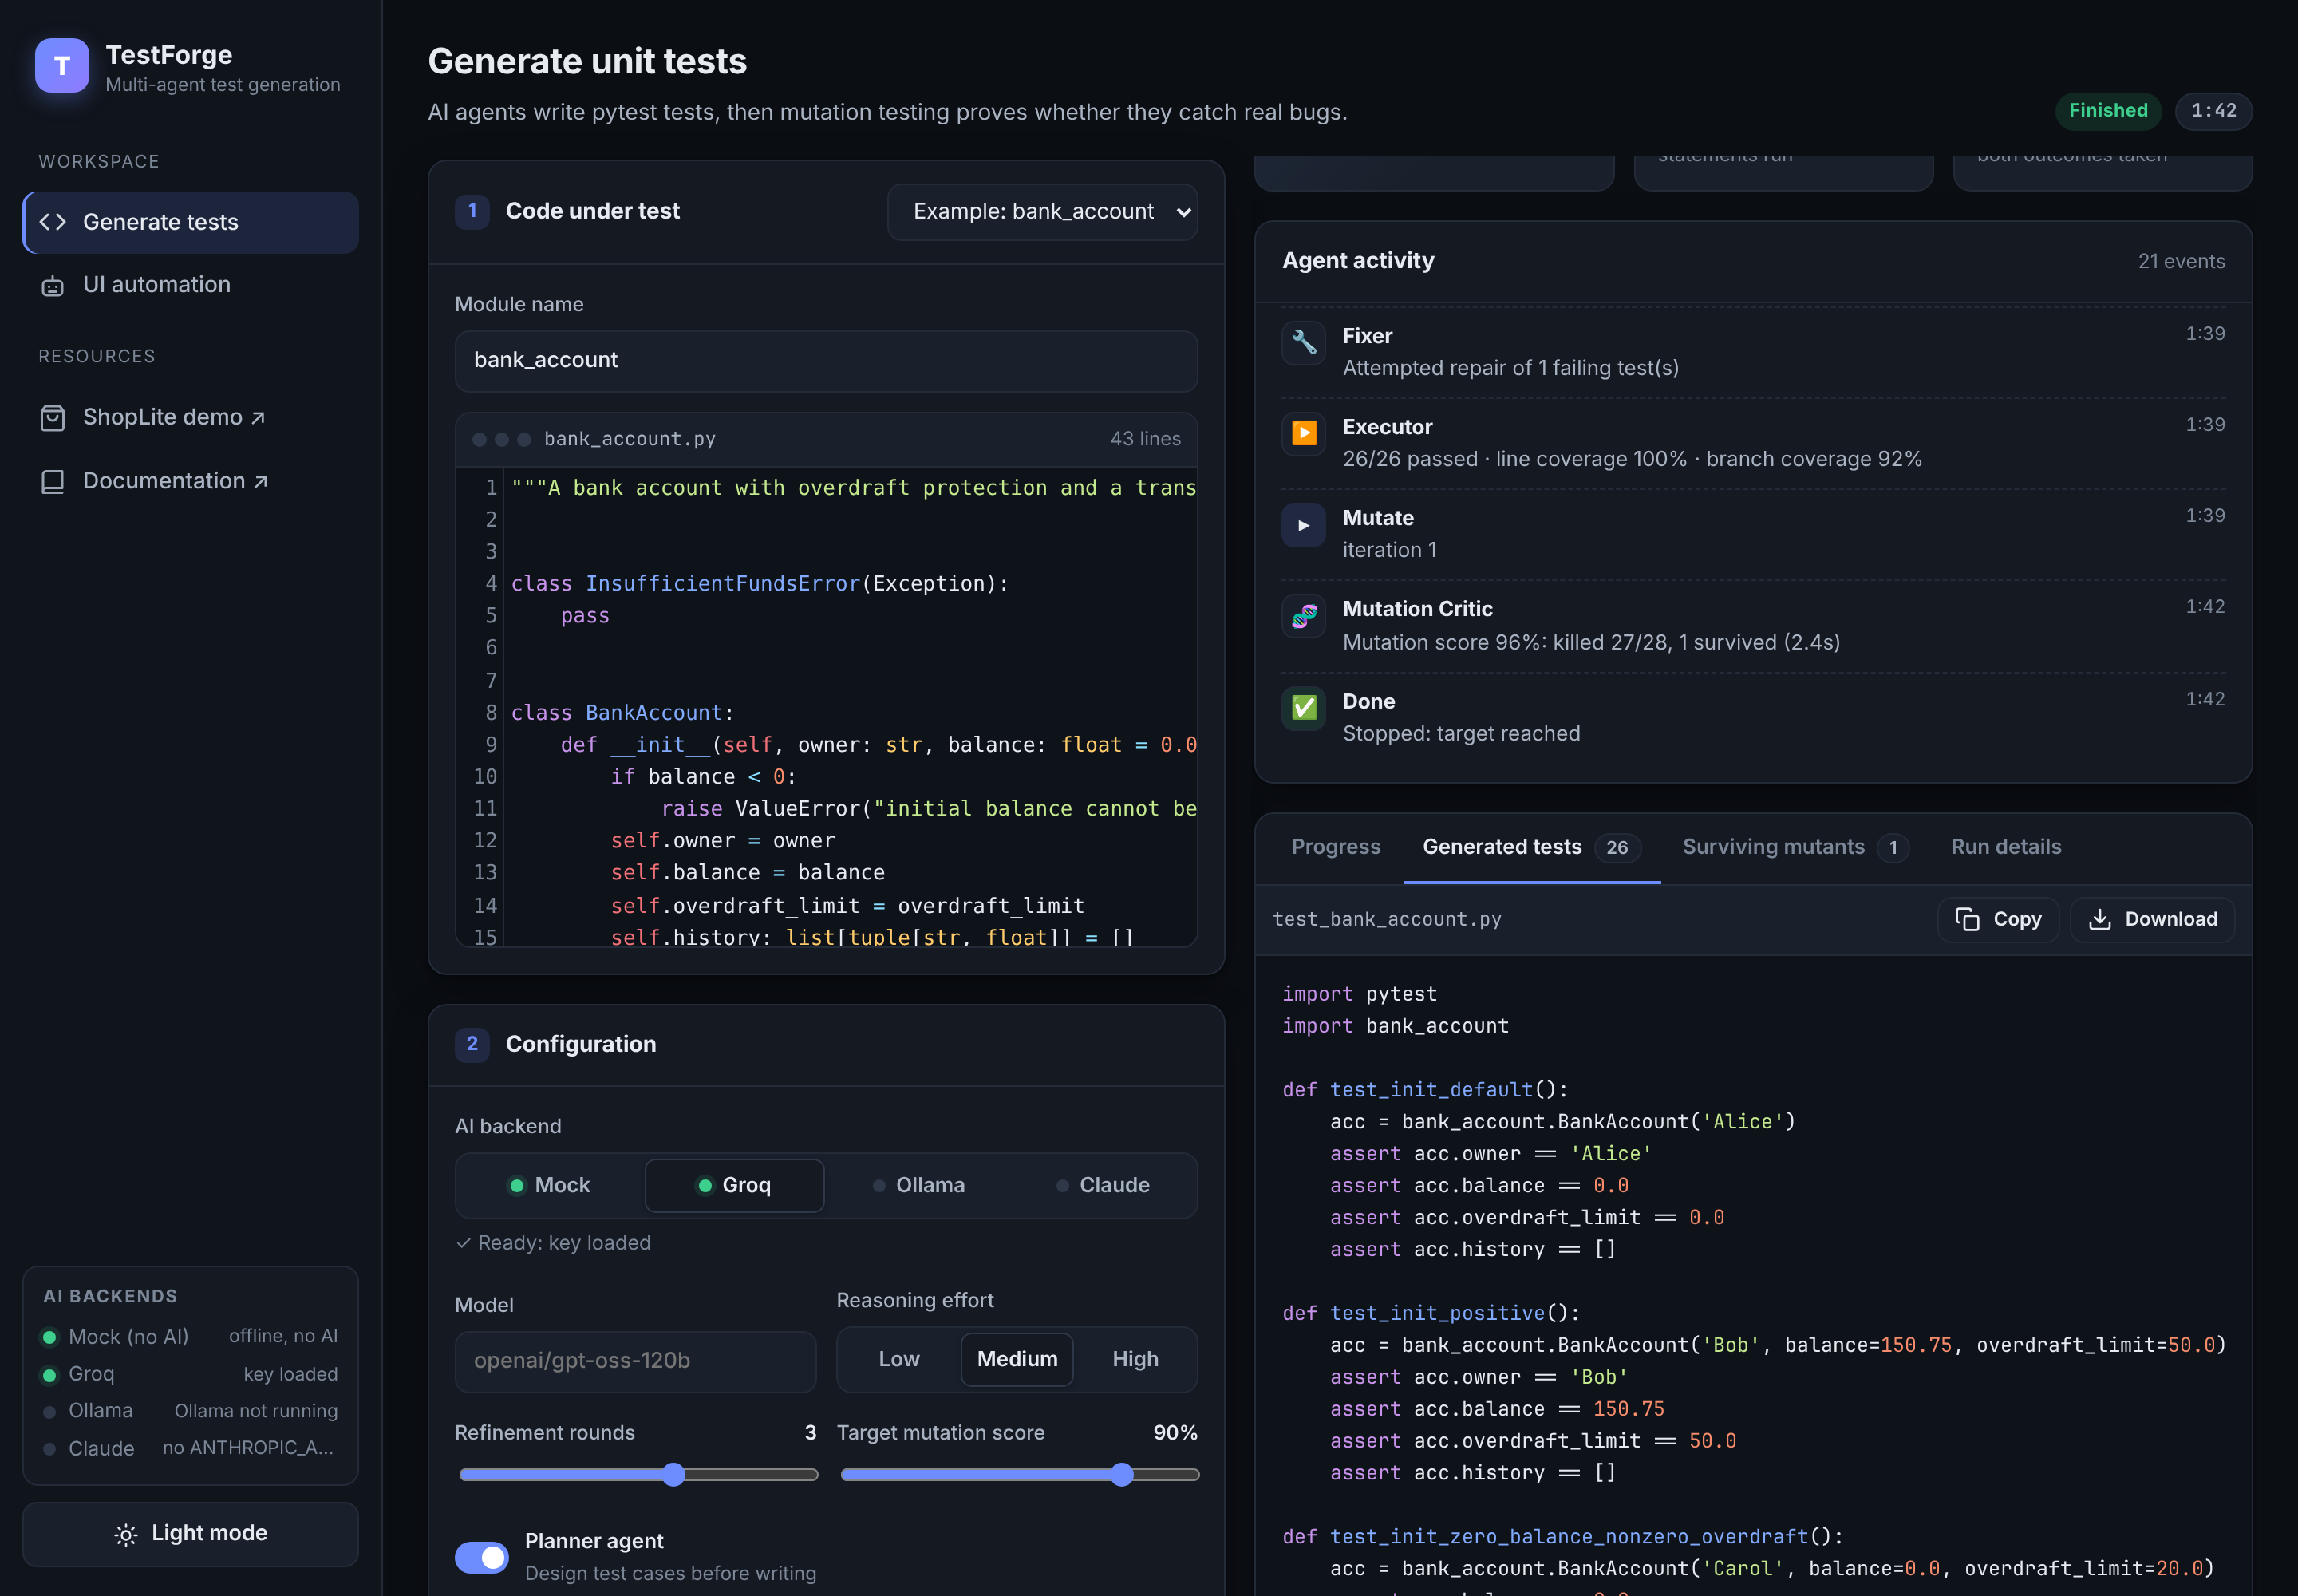 T
TestForge
Multi-agent test generation
WORKSPACE
Generate tests
UI automation
RESOURCES
ShopLite demo ↗
Documentation ↗
AI BACKENDS
Mock (no AI) offline, no AI
Groq key loaded
Ollama Ollama not running
Claude no ANTHROPIC_A...
Light mode
Generate unit tests
AI agents write pytest tests, then mutation testing proves whether they catch real bugs.
Finished 1:42
1 Code under test Example: bank_account
Module name
bank_account
bank_account.py 43 lines
1 """A bank account with overdraft protection and a trans
2
3
4 class InsufficientFundsError(Exception):
5     pass
6
7
8 class BankAccount:
9     def __init__(self, owner: str, balance: float = 0.0
10         if balance < 0:
11             raise ValueError("initial balance cannot be
12         self.owner = owner
13         self.balance = balance
14         self.overdraft_limit = overdraft_limit
15         self.history: list[tuple[str, float]] = []
2 Configuration
AI backend
Mock Groq Ollama Claude
✓ Ready: key loaded
Model
openai/gpt-oss-120b
Reasoning effort
Low Medium High
Refinement rounds 3
Target mutation score 90%
Planner agent
Design test cases before writing
statements run
both outcomes taken
Agent activity 21 events
Fixer 1:39
Attempted repair of 1 failing test(s)
Executor 1:39
26/26 passed · line coverage 100% · branch coverage 92%
Mutate 1:39
iteration 1
Mutation Critic 1:42
Mutation score 96%: killed 27/28, 1 survived (2.4s)
Done 1:42
Stopped: target reached
Progress Generated tests 26 Surviving mutants 1 Run details
test_bank_account.py Copy Download
import pytest
import bank_account
def test_init_default():
    acc = bank_account.BankAccount('Alice')
    assert acc.owner == 'Alice'
    assert acc.balance == 0.0
    assert acc.overdraft_limit == 0.0
    assert acc.history == []
def test_init_positive():
    acc = bank_account.BankAccount('Bob', balance=150.75, overdraft_limit=50.0)
    assert acc.owner == 'Bob'
    assert acc.balance == 150.75
    assert acc.overdraft_limit == 50.0
    assert acc.history == []
def test_init_zero_balance_nonzero_overdraft():
    acc = bank_account.BankAccount('Carol', balance=0.0, overdraft_limit=20.0)